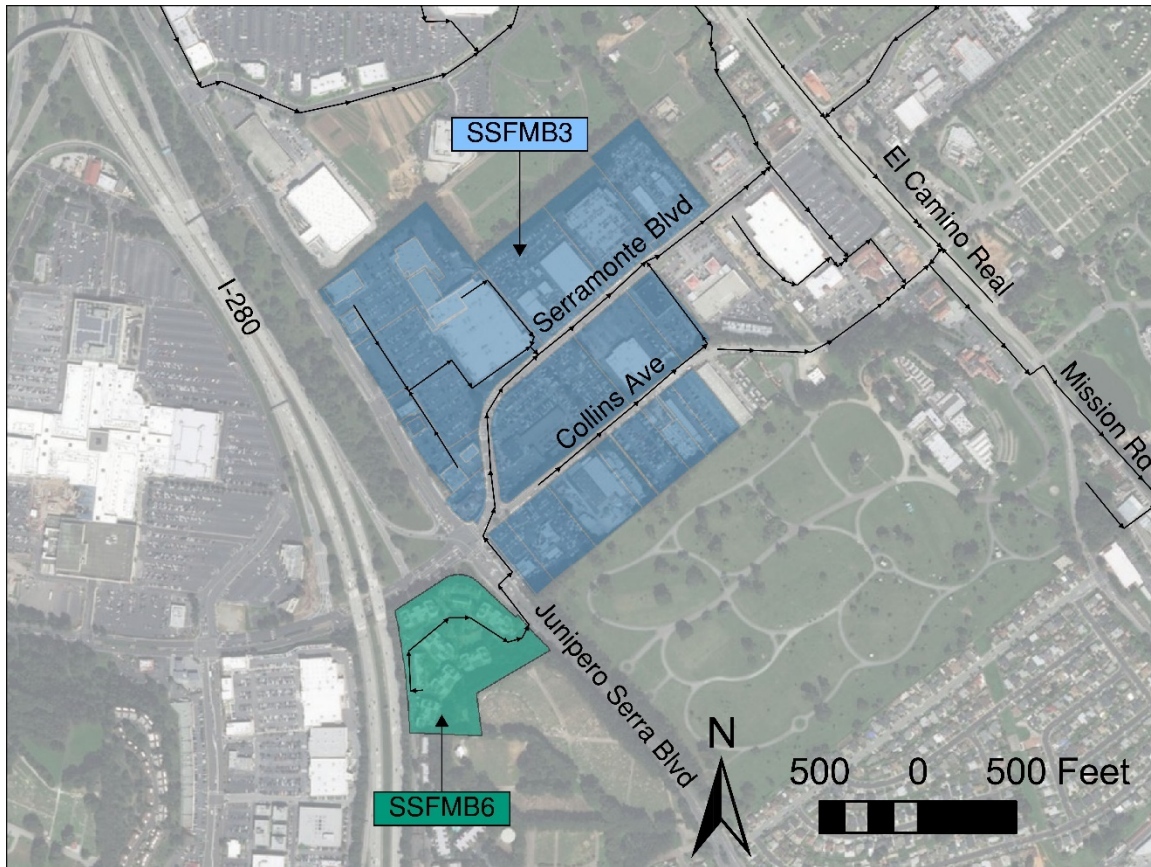 SSFMB3
El Camino Real
Serramonte Blvd
I-280
Collins Ave
Mission Rd
Junipero Serra Blvd
N
500 0 500 Feet
SSFMB6